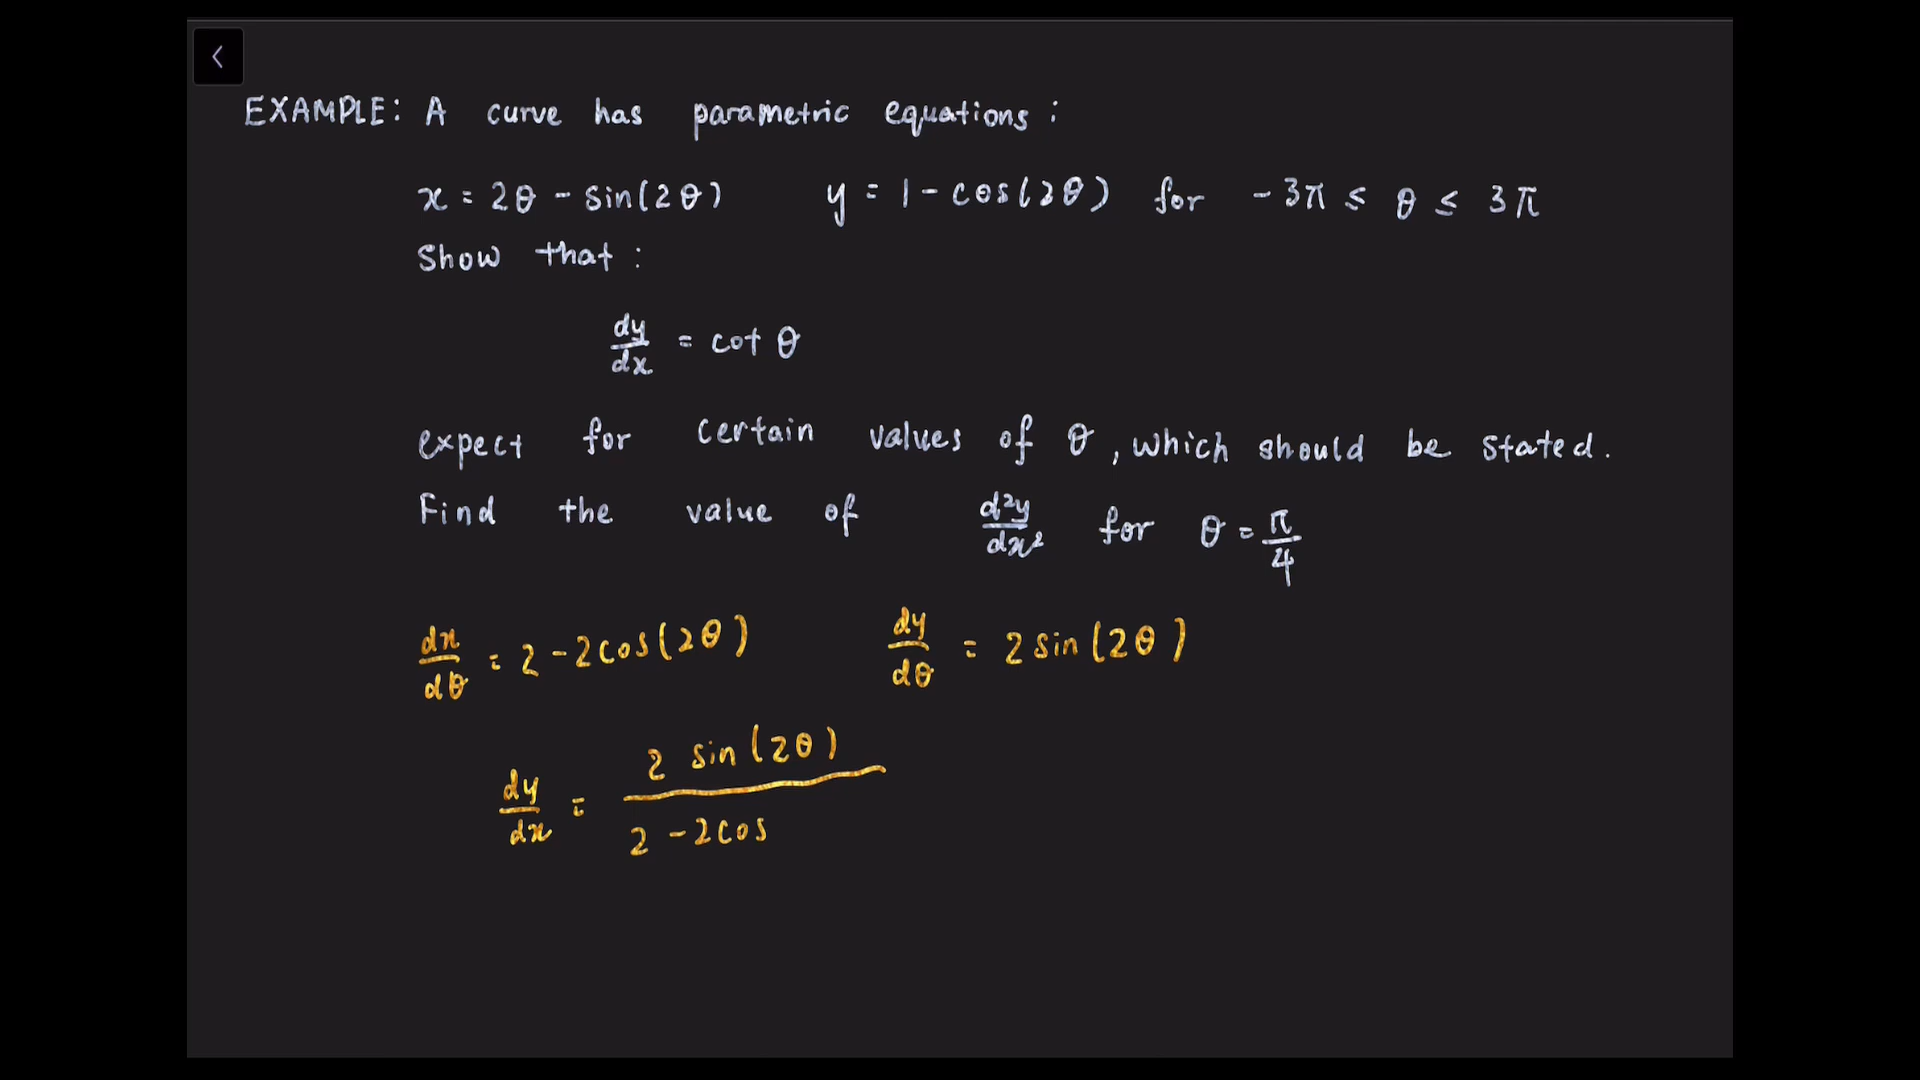 EXAMPLE: A curve has parametric equations:
x = 2θ - sin(2θ) y = 1 - cos(2θ) for -3π ≤ θ ≤ 3π
Show that:
dy/dx = cot θ
expect for certain values of θ, which should be stated.
Find the value of d²y/dx² for θ = π/4
dx/dθ = 2 - 2cos(2θ) dy/dθ = 2 sin(2θ)
dy/dx = 2 sin(2θ)
2 - 2cos